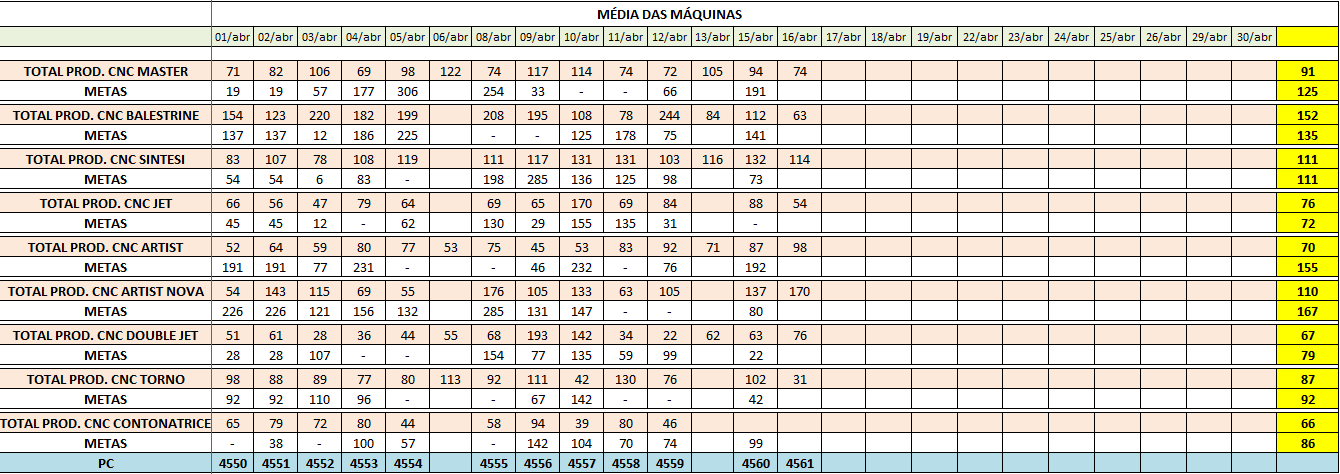 MÉDIA DAS MÁQUINAS
01/abr 02/abr 03/abr 04/abr 05/abr 06/abr 08/abr 09/abr 10/abr 11/abr 12/abr 13/abr 15/abr 16/abr 17/abr 18/abr 19/abr 22/abr 23/abr 24/abr 25/abr 26/abr 29/abr 30/abr
TOTAL PROD. CNC MASTER 71 82 106 69 98 122 74 117 114 74 72 105 94 74 91
METAS 19 19 57 177 306 254 33 - - 66 191 125
TOTAL PROD. CNC BALESTRINE 154 123 220 182 199 208 195 108 78 244 84 112 63 152
METAS 137 137 12 186 225 - - 125 178 75 141 135
TOTAL PROD. CNC SINTESI 83 107 78 108 119 111 117 131 131 103 116 132 114 111
METAS 54 54 6 83 - 198 285 136 125 98 73 111
TOTAL PROD. CNC JET 66 56 47 79 64 69 65 170 69 84 88 54 76
METAS 45 45 12 - 62 130 29 155 135 31 - 72
TOTAL PROD. CNC ARTIST 52 64 59 80 77 53 75 45 53 83 92 71 87 98 70
METAS 191 191 77 231 - - 46 232 - 76 192 155
TOTAL PROD. CNC ARTIST NOVA 54 143 115 69 55 176 105 133 63 105 137 170 110
METAS 226 226 121 156 132 285 131 147 - - 80 167
TOTAL PROD. CNC DOUBLE JET 51 61 28 36 44 55 68 193 142 34 22 62 63 76 67
METAS 28 28 107 - - 154 77 135 59 99 22 79
TOTAL PROD. CNC TORNO 98 88 89 77 80 113 92 111 42 130 76 102 31 87
METAS 92 92 110 96 - - 67 142 - - 42 92
TOTAL PROD. CNC CONTONATRICE 65 79 72 80 44 58 94 39 80 46 66
METAS - 38 - 100 57 - 142 104 70 74 99 86
PC 4550 4551 4552 4553 4554 4555 4556 4557 4558 4559 4560 4561